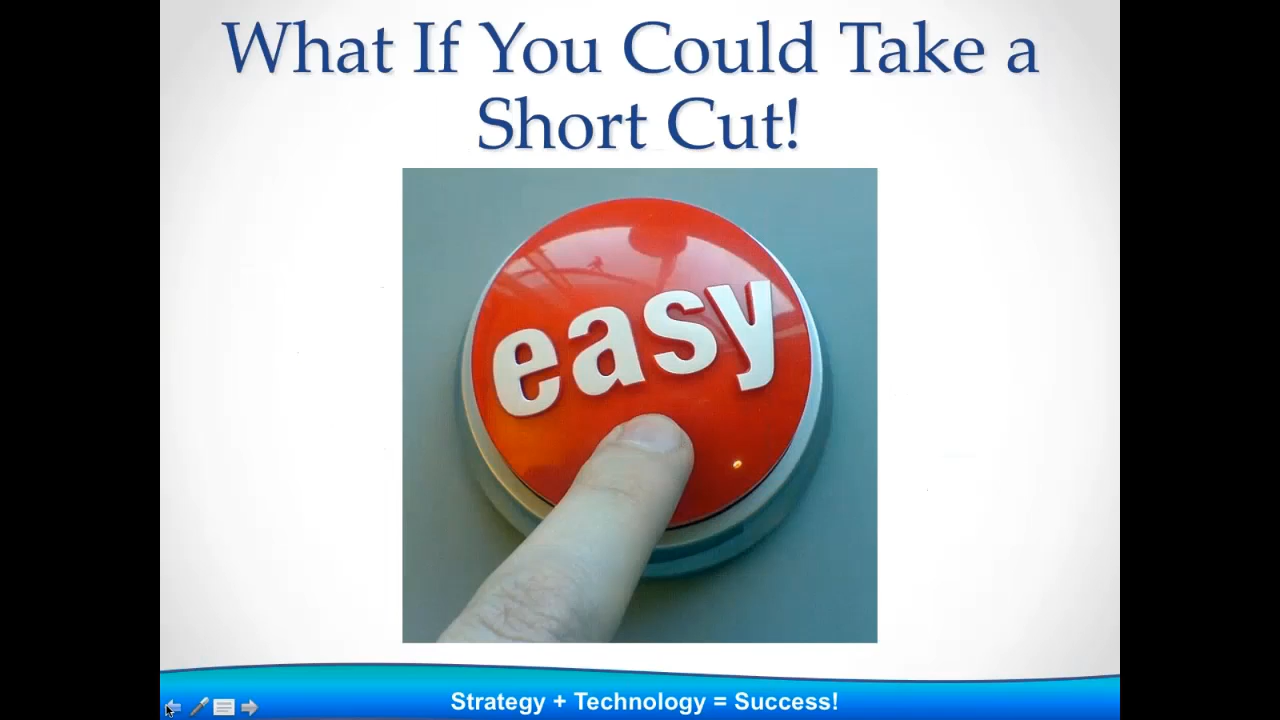 What If You Could Take a
Short Cut!
easy
Strategy + Technology = Success!